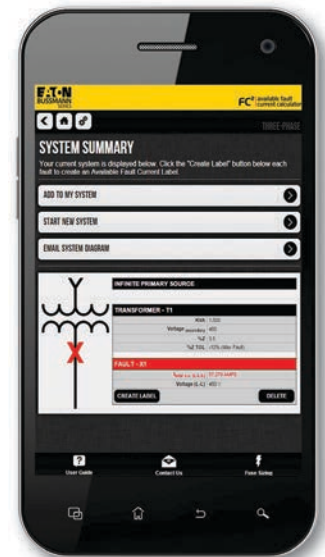 EATON
BUSSMANN
SERIES
FC² available fault
current calculator
THREE-PHASE
SYSTEM SUMMARY
Your current system is displayed below. Click the "Create Label" button below each
fault to create an Available Fault Current Label.
ADD TO MY SYSTEM
START NEW SYSTEM
EMAIL SYSTEM DIAGRAM
INFINITE PRIMARY SOURCE
TRANSFORMER - T1
KVA
Voltage secondary
%Z
%Z TOL
X
FAULT - X1
Voltage (L-L)
CREATE LABEL
DELETE
User Guide
Contact Us
Fuse Sizing